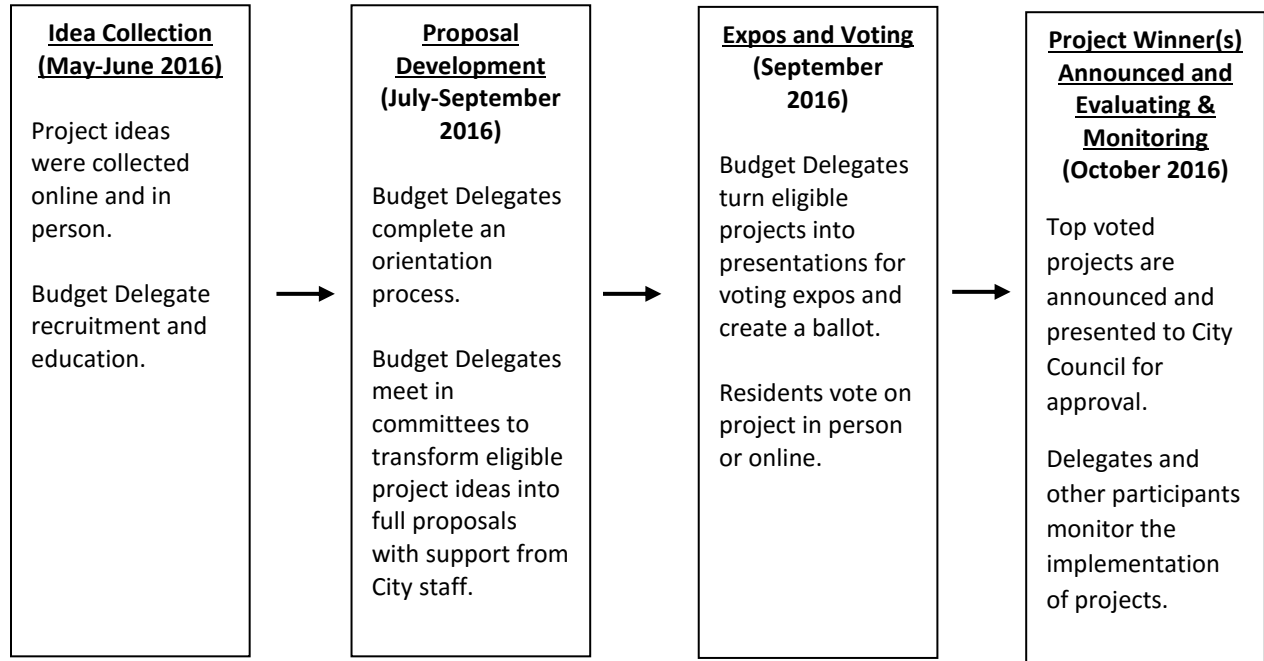 Idea Collection
(May-June 2016)
Project ideas
were collected
online and in
person.
Budget Delegate
recruitment and
education.
Proposal
Development
(July-September
2016)
Budget Delegates
complete an
orientation
process.
Budget Delegates
meet in
committees to
transform eligible
project ideas into
full proposals
with support from
City staff.
Expos and Voting
(September
2016)
Budget Delegates
turn eligible
projects into
presentations for
voting expos and
create a ballot.
Residents vote on
project in person
or online.
Project Winner(s)
Announced and
Evaluating &
Monitoring
(October 2016)
Top voted
projects are
announced and
presented to City
Council for
approval.
Delegates and
other participants
monitor the
implementation
of projects.